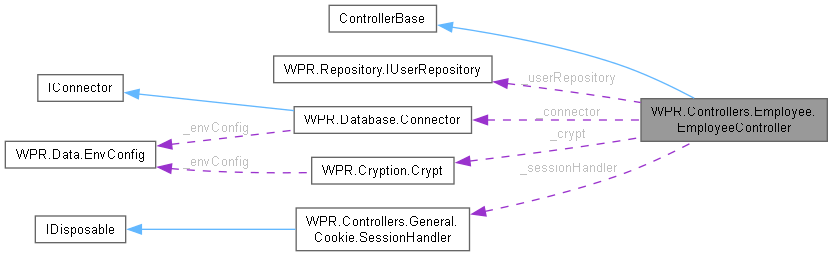 ControllerBase
WPR.Repository.IUserRepository
_userRepository
IConnector
WPR.Database.Connector
_connector
WPR.Controllers.Employee.
EmployeeController
_envConfig
_crypt
WPR.Data.EnvConfig
_envConfig
WPR.Cryption.Crypt
_sessionHandler
IDisposable
WPR.Controllers.General.
Cookie.SessionHandler